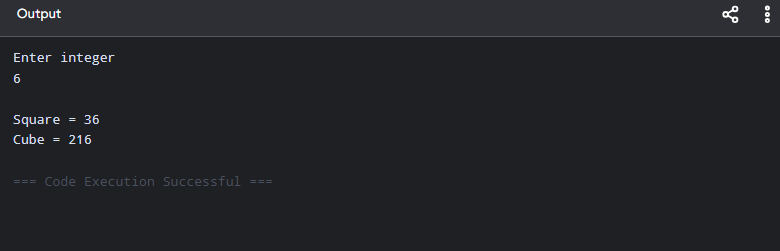 Output
Enter integer
6
Square = 36
Cube = 216
=== Code Execution Successful ===